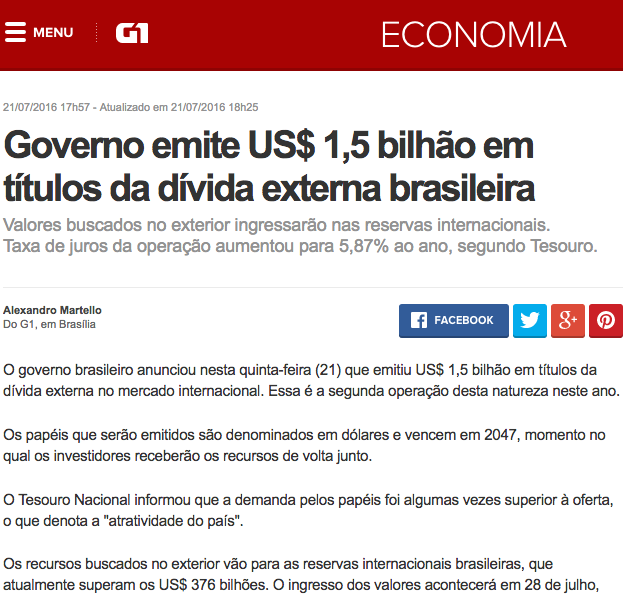 MENU
G1
ECONOMIA
21/07/2016 17h57 - Atualizado em 21/07/2016 18h25
Governo emite US$ 1,5 bilhão em
títulos da dívida externa brasileira
Valores buscados no exterior ingressarão nas reservas internacionais.
Taxa de juros da operação aumentou para 5,87% ao ano, segundo Tesouro.
Alexandro Martello
Do G1, em Brasília
FACEBOOK
O governo brasileiro anunciou nesta quinta-feira (21) que emitiu US$ 1,5 bilhão em títulos da
dívida externa no mercado internacional. Essa é a segunda operação desta natureza neste ano.
Os papéis que serão emitidos são denominados em dólares e vencem em 2047, momento no
qual os investidores receberão os recursos de volta junto.
O Tesouro Nacional informou que a demanda pelos papéis foi algumas vezes superior à oferta,
o que denota a "atratividade do país".
Os recursos buscados no exterior vão para as reservas internacionais brasileiras, que
atualmente superam os US$ 376 bilhões. O ingresso dos valores acontecerá em 28 de julho,